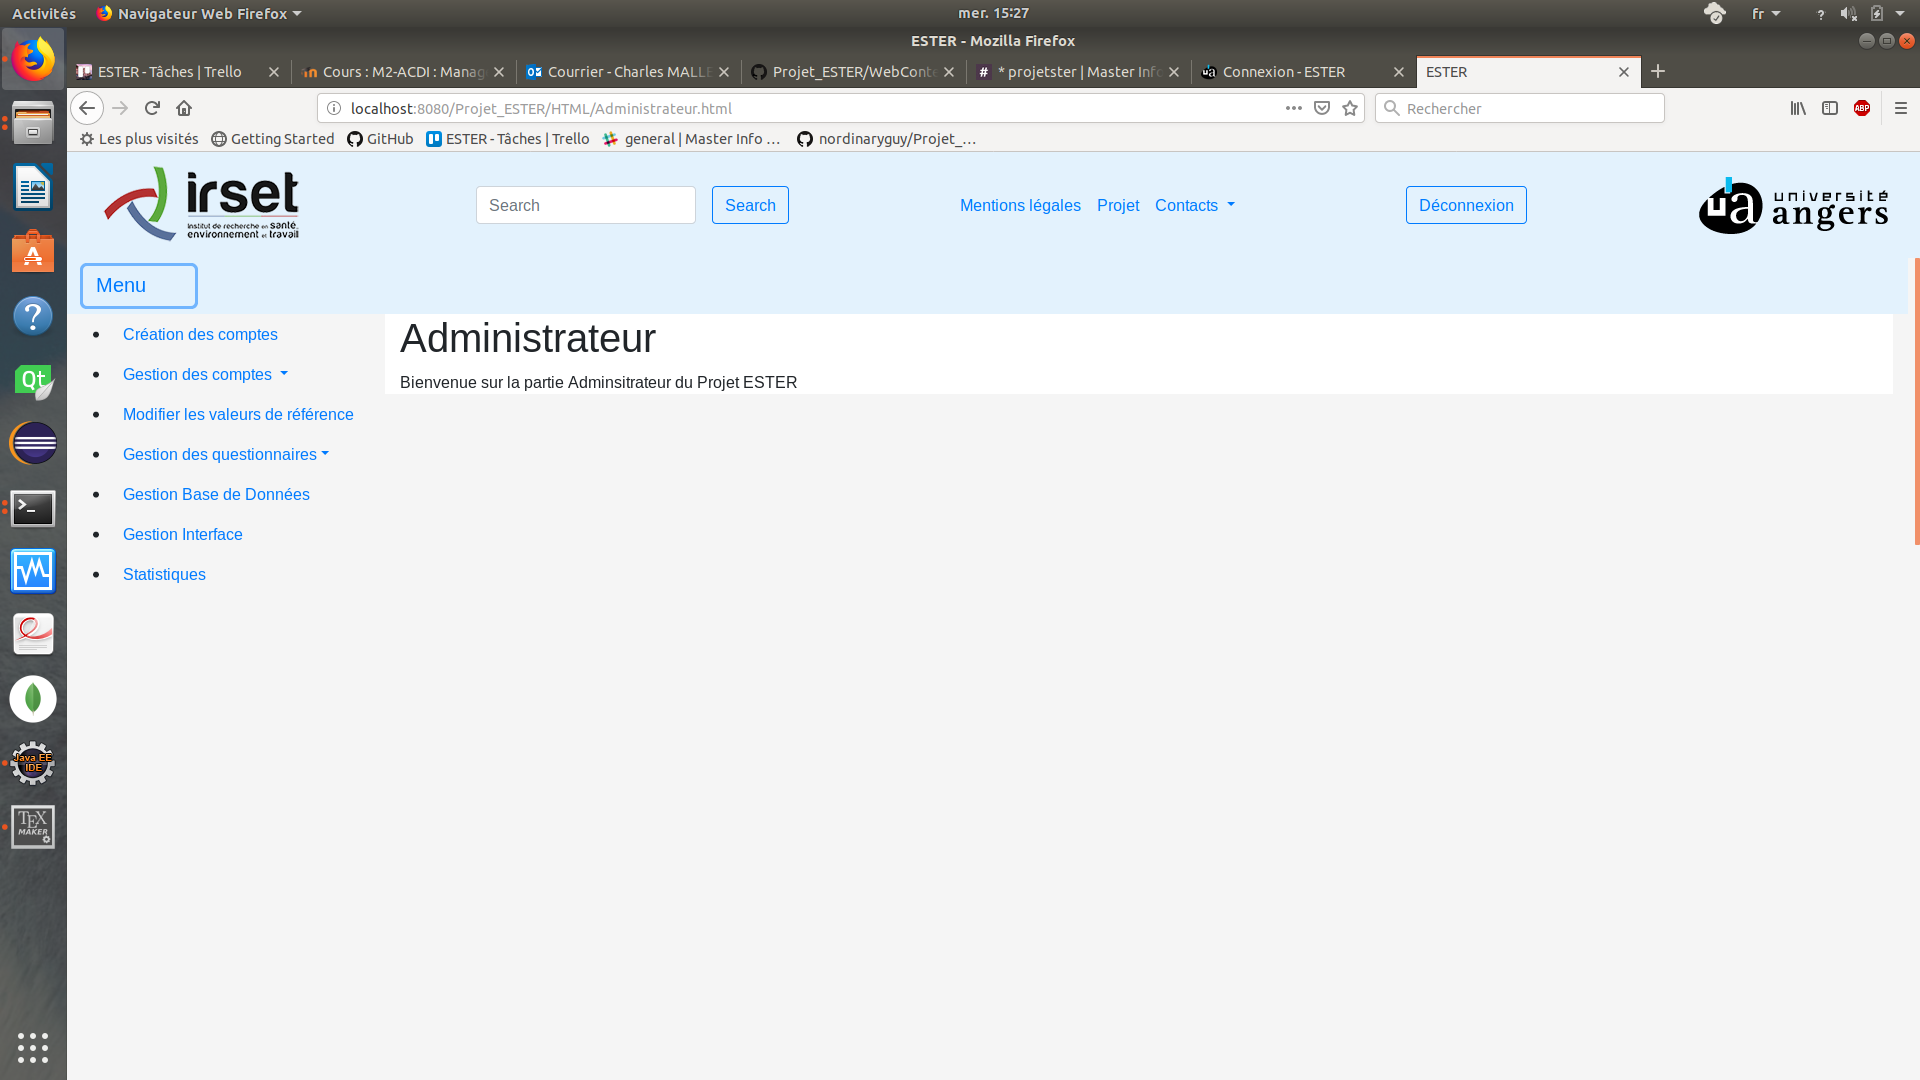 Activités Navigateur Web Firefox mer. 15:27 fr
ESTER - Mozilla Firefox
ESTER - Tâches | Trello Cours : M2-ACDI : Manag Courrier - Charles MALLE Projet_ESTER/WebConte * projetster | Master Info Connexion - ESTER ESTER
localhost:8080/Projet_ESTER/HTML/Administrateur.html Rechercher ABP
Les plus visités Getting Started GitHub ESTER - Tâches | Trello general | Master Info … nordinaryguy/Projet_…
irset
Institut de recherche en santé,
environnement et travail
Search Search Mentions légales Projet Contacts Déconnexion
ua université
angers
Menu
Création des comptes
Gestion des comptes
Modifier les valeurs de référence
Gestion des questionnaires
Gestion Base de Données
Gestion Interface
Statistiques
Administrateur
Bienvenue sur la partie Adminsitrateur du Projet ESTER
Qt
Java EE
IDE
TEX
MAKER